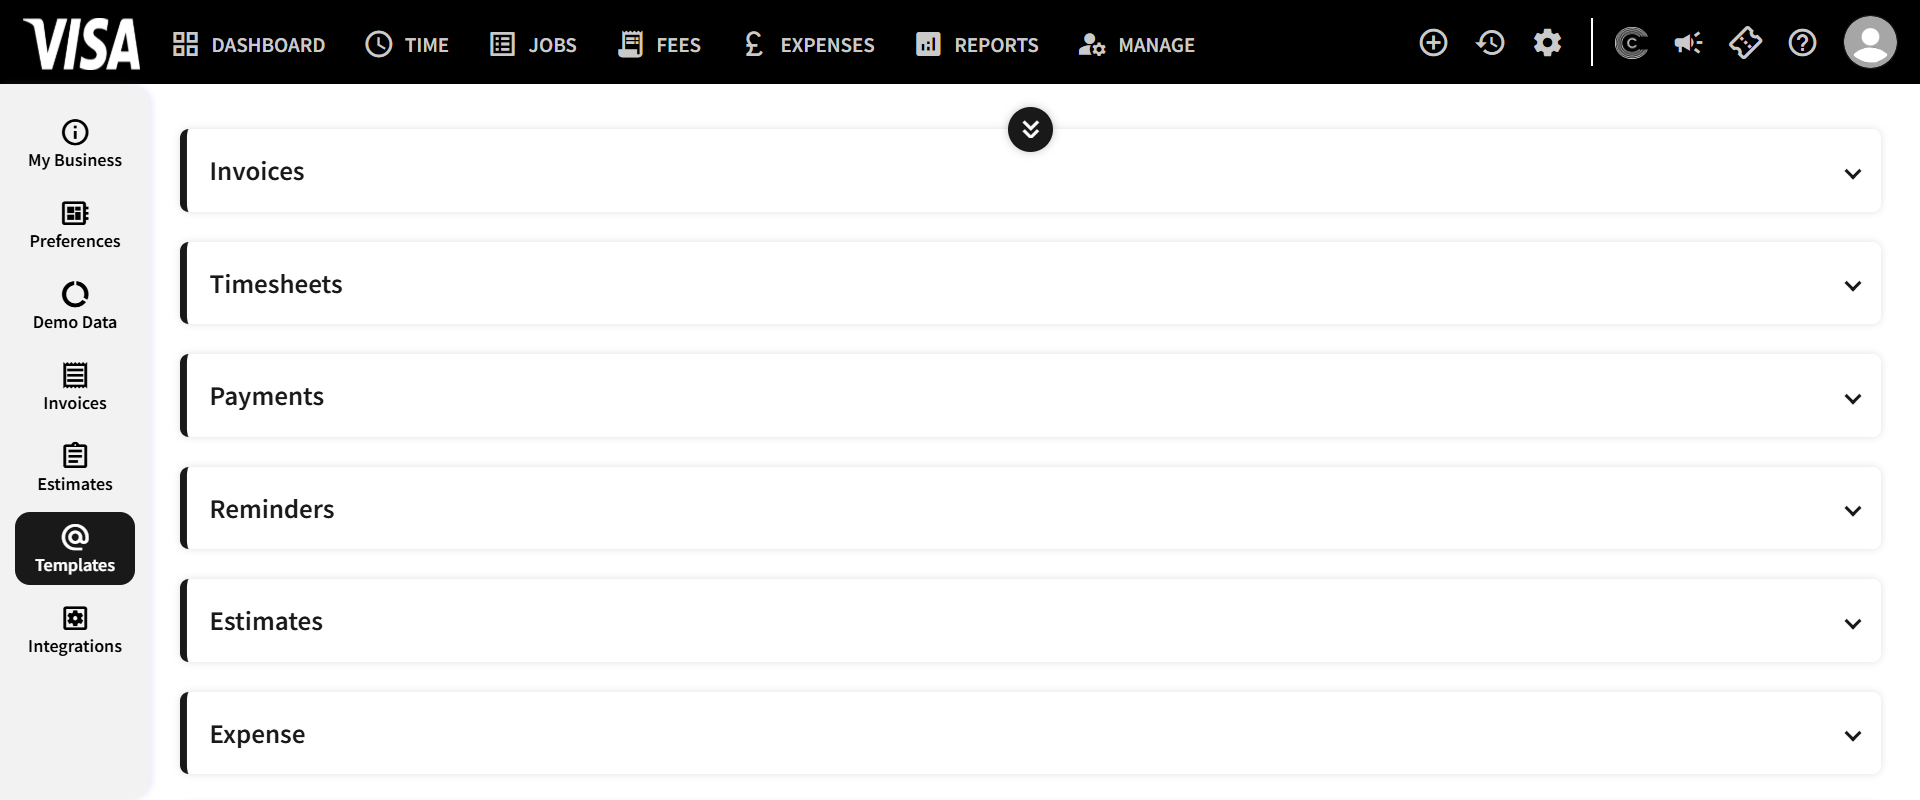 VISA
DASHBOARD
TIME
JOBS
FEES
EXPENSES
REPORTS
MANAGE
My Business
Preferences
Demo Data
Invoices
Estimates
Templates
Integrations
Invoices
Timesheets
Payments
Reminders
Estimates
Expense